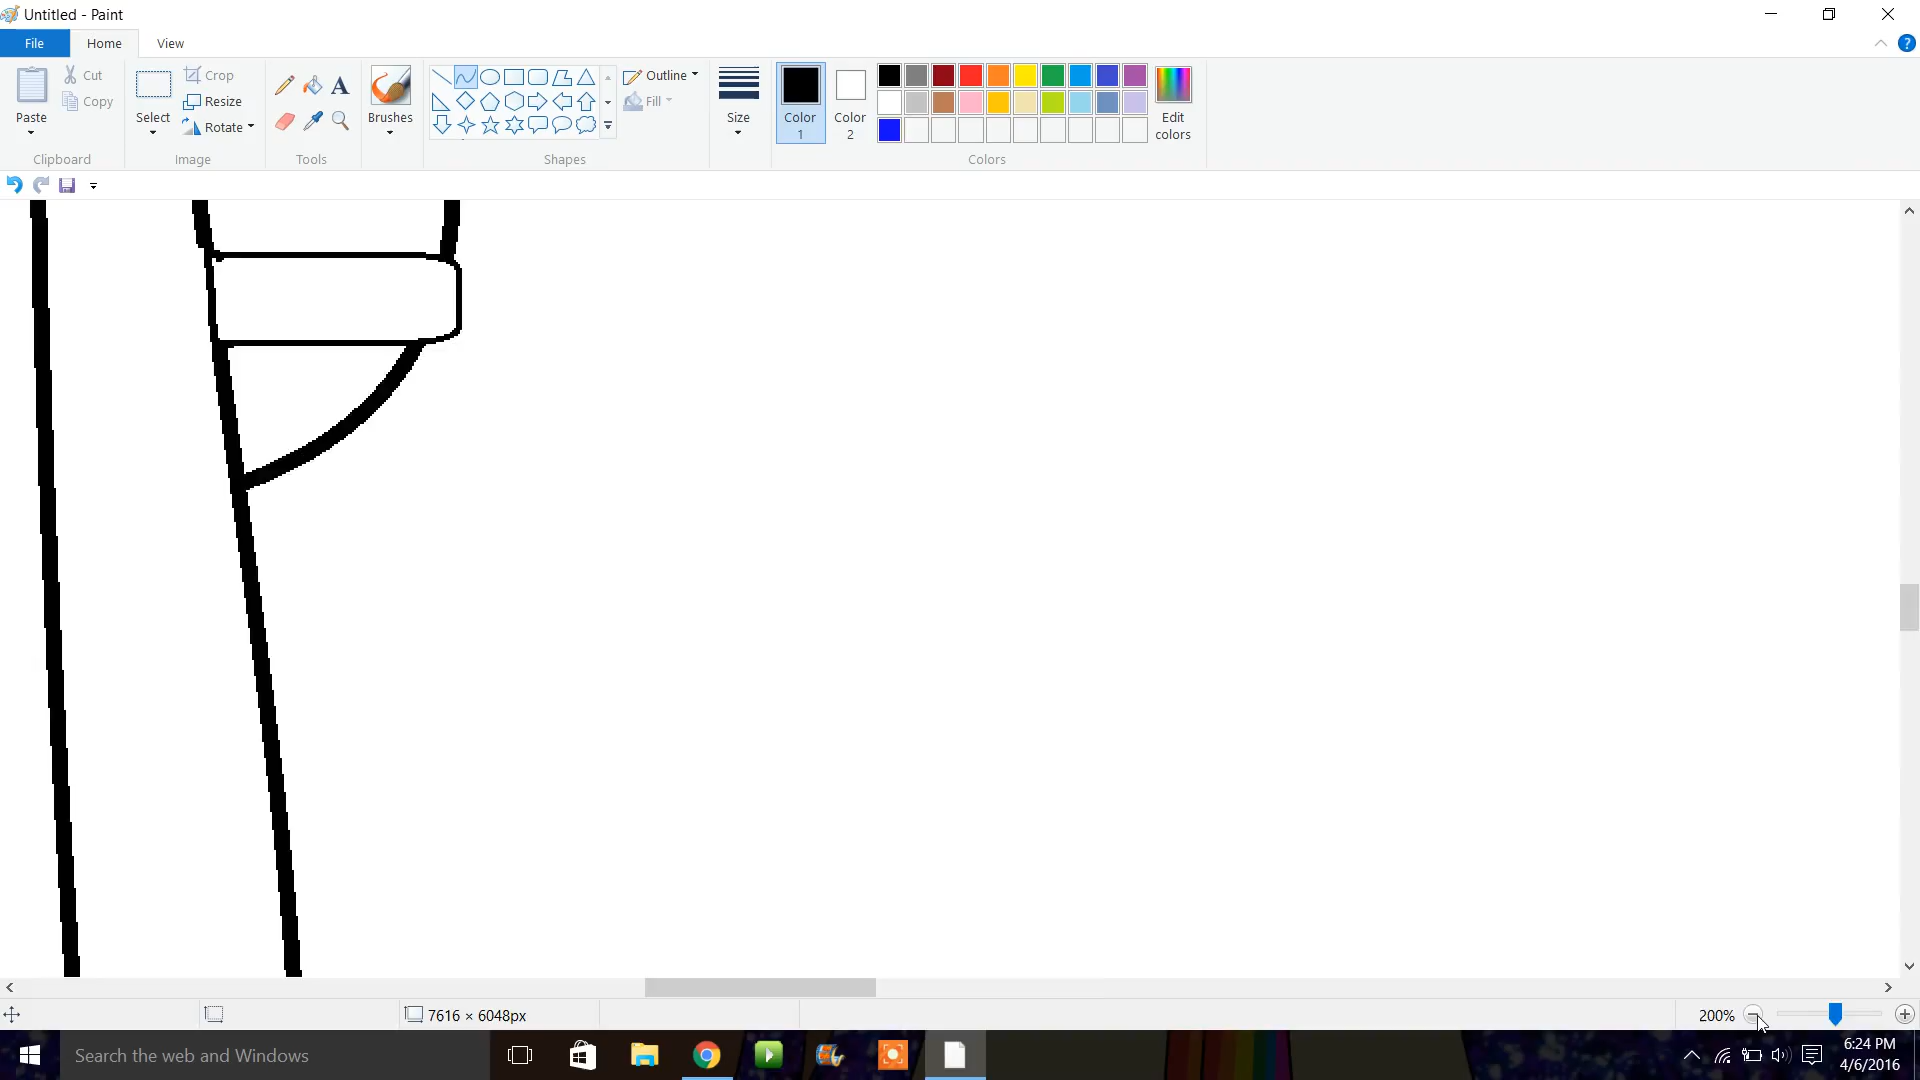 Untitled - Paint
File Home View
Paste Cut Copy Clipboard
Select Crop Resize Rotate Image
Tools
Brushes
Outline Fill Shapes
Size
Color 1
Color 2
Edit colors
Colors
A
?
7616 × 6048px
200%
Search the web and Windows
6:24 PM
4/6/2016